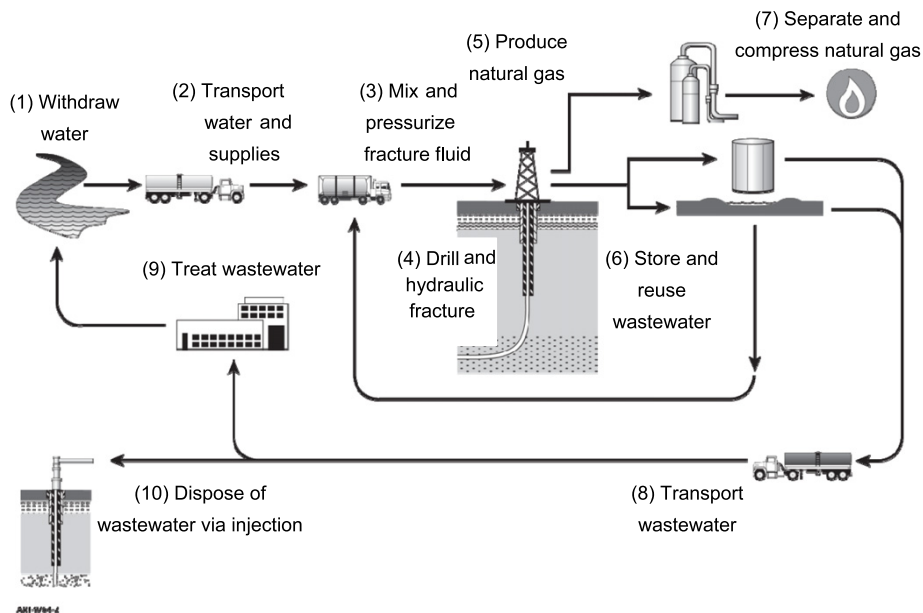 (1) Withdraw
water
(2) Transport
water and
supplies
(3) Mix and
pressurize
fracture fluid
(4) Drill and
hydraulic
fracture
(5) Produce
natural gas
(6) Store and
reuse
wastewater
(7) Separate and
compress natural gas
(8) Transport
wastewater
(9) Treat wastewater
(10) Dispose of
wastewater via injection